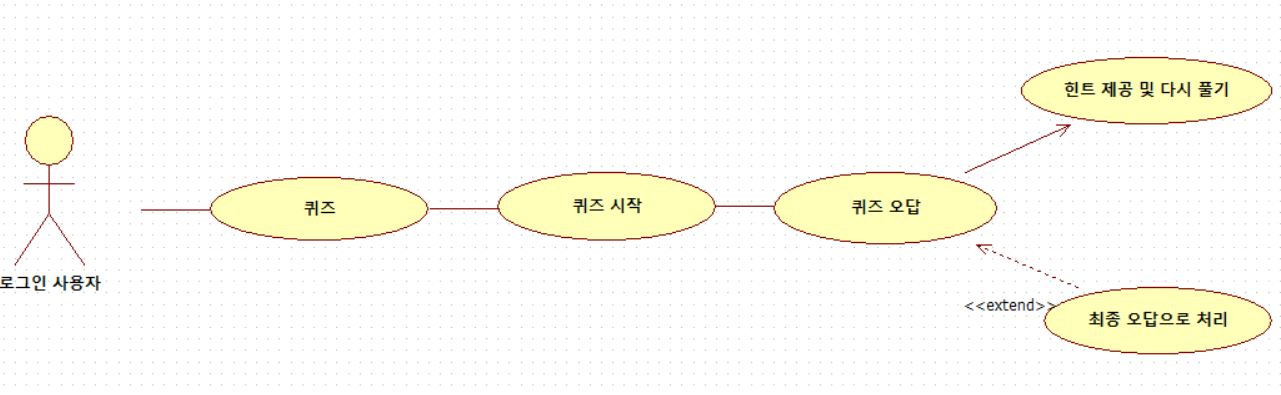 힌트 제공 및 다시 풀기
퀴즈
퀴즈 시작
퀴즈 오답
로그인 사용자
<<extend>>
최종 오답으로 처리